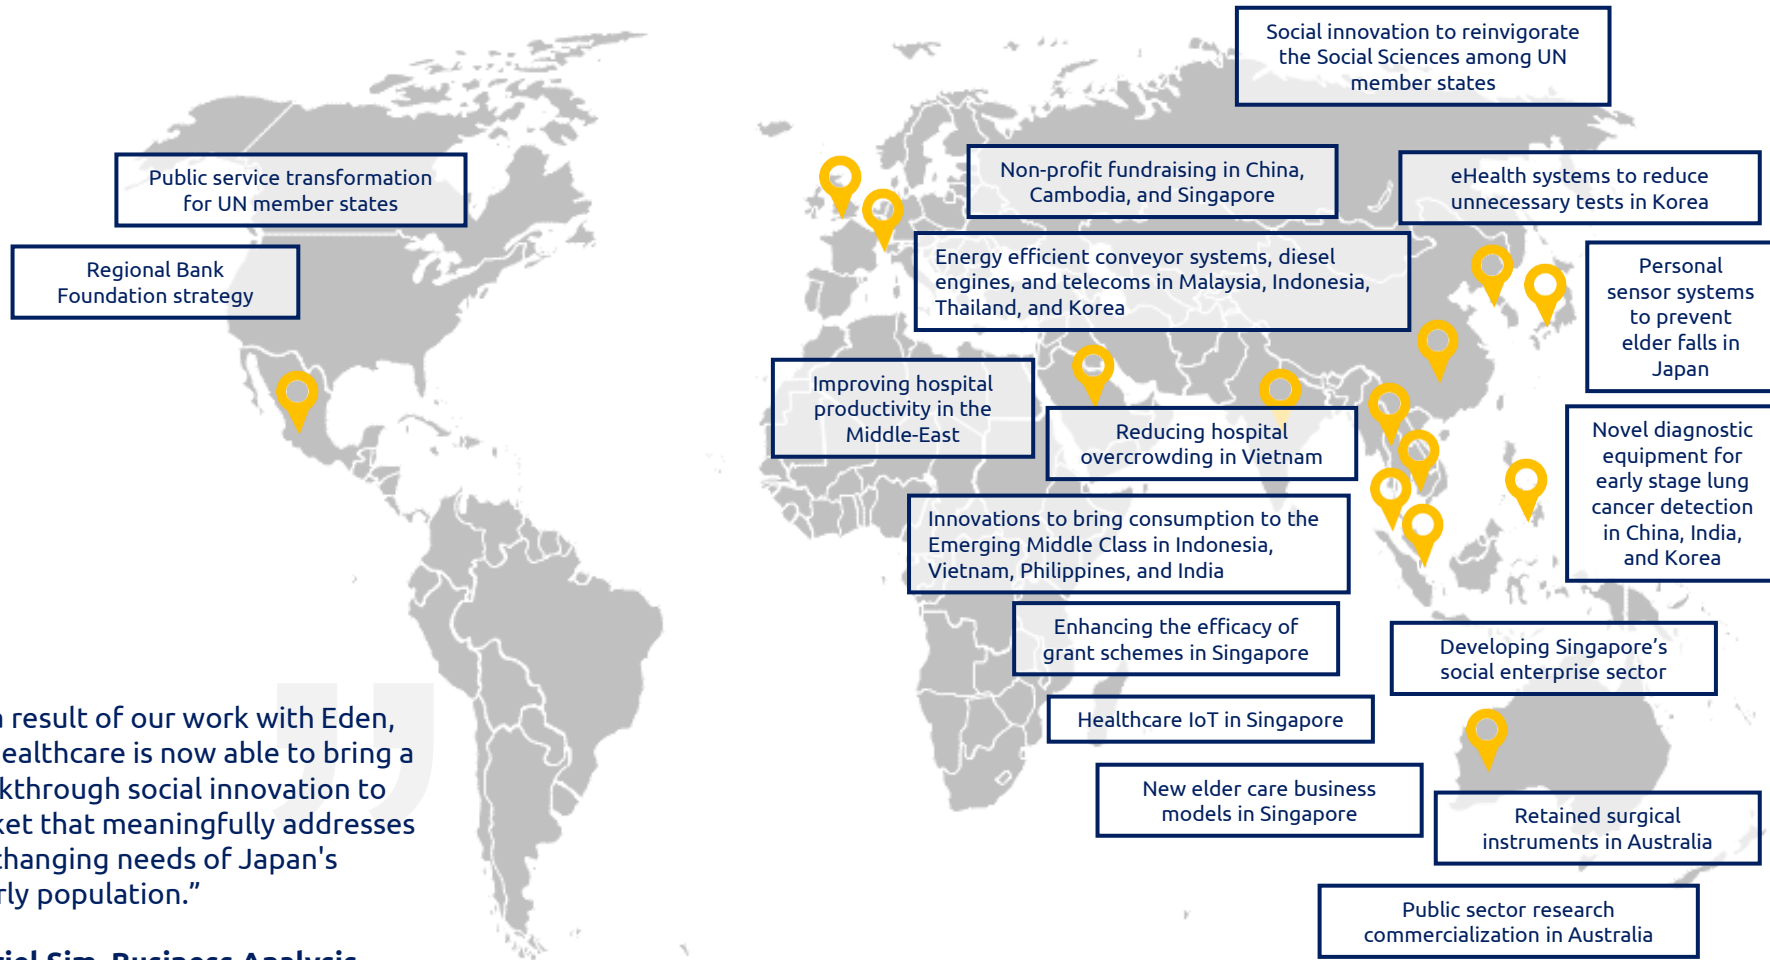 Social innovation to reinvigorate
the Social Sciences among UN
member states
Public service transformation
for UN member states
Non-profit fundraising in China,
Cambodia, and Singapore
eHealth systems to reduce
unnecessary tests in Korea
Regional Bank
Foundation strategy
Energy efficient conveyor systems, diesel
engines, and telecoms in Malaysia, Indonesia,
Thailand, and Korea
Personal
sensor systems
to prevent
elder falls in
Japan
Improving hospital
productivity in the
Middle-East
Reducing hospital
overcrowding in Vietnam
Novel diagnostic
equipment for
early stage lung
cancer detection
in China, India,
and Korea
Innovations to bring consumption to the
Emerging Middle Class in Indonesia,
Vietnam, Philippines, and India
Enhancing the efficacy of
grant schemes in Singapore
Developing Singapore’s
social enterprise sector
Healthcare IoT in Singapore
New elder care business
models in Singapore
Retained surgical
instruments in Australia
Public sector research
commercialization in Australia
”
a result of our work with Eden,
ealthcare is now able to bring a
kthrough social innovation to
ket that meaningfully addresses
changing needs of Japan's
rly population.”
Sim, Business Analysis